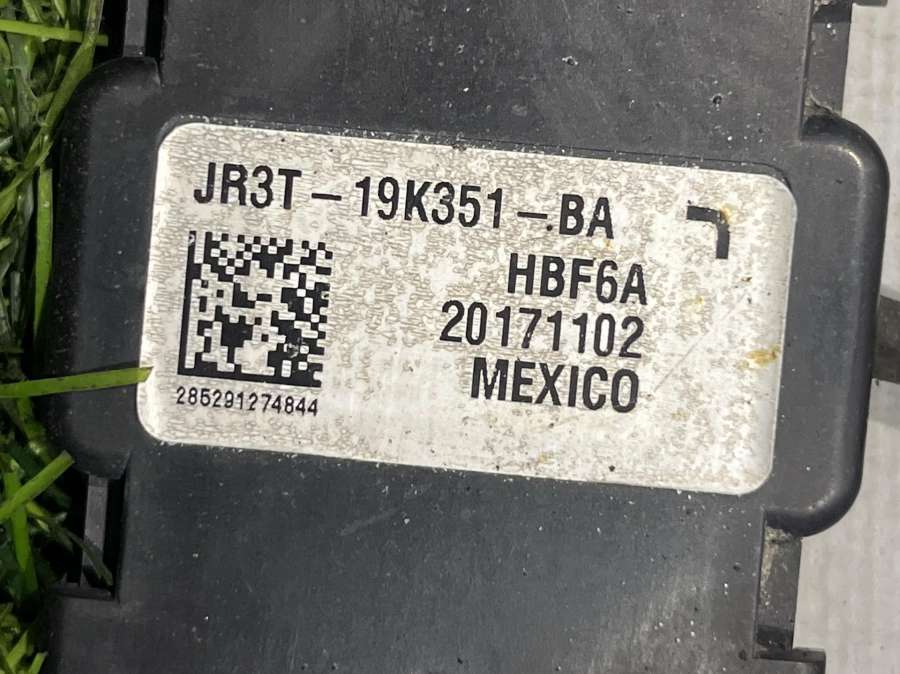 JR3T-19K351-BA
HBF6A
20171102
MEXICO
285291274844